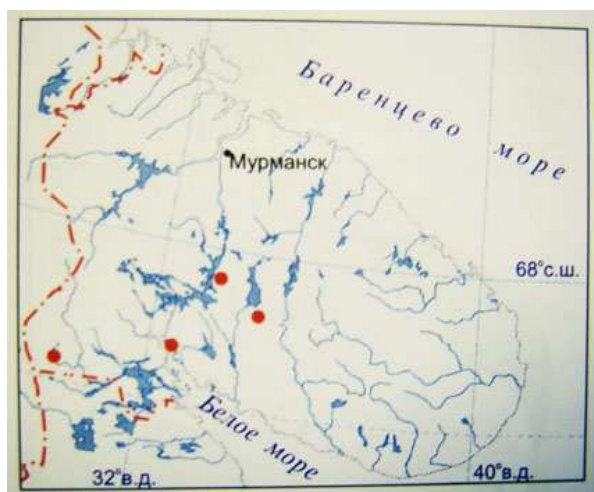 Баренцево море
Мурманск
68°с.ш.
Белое море
32°в.д.
40°в.д.